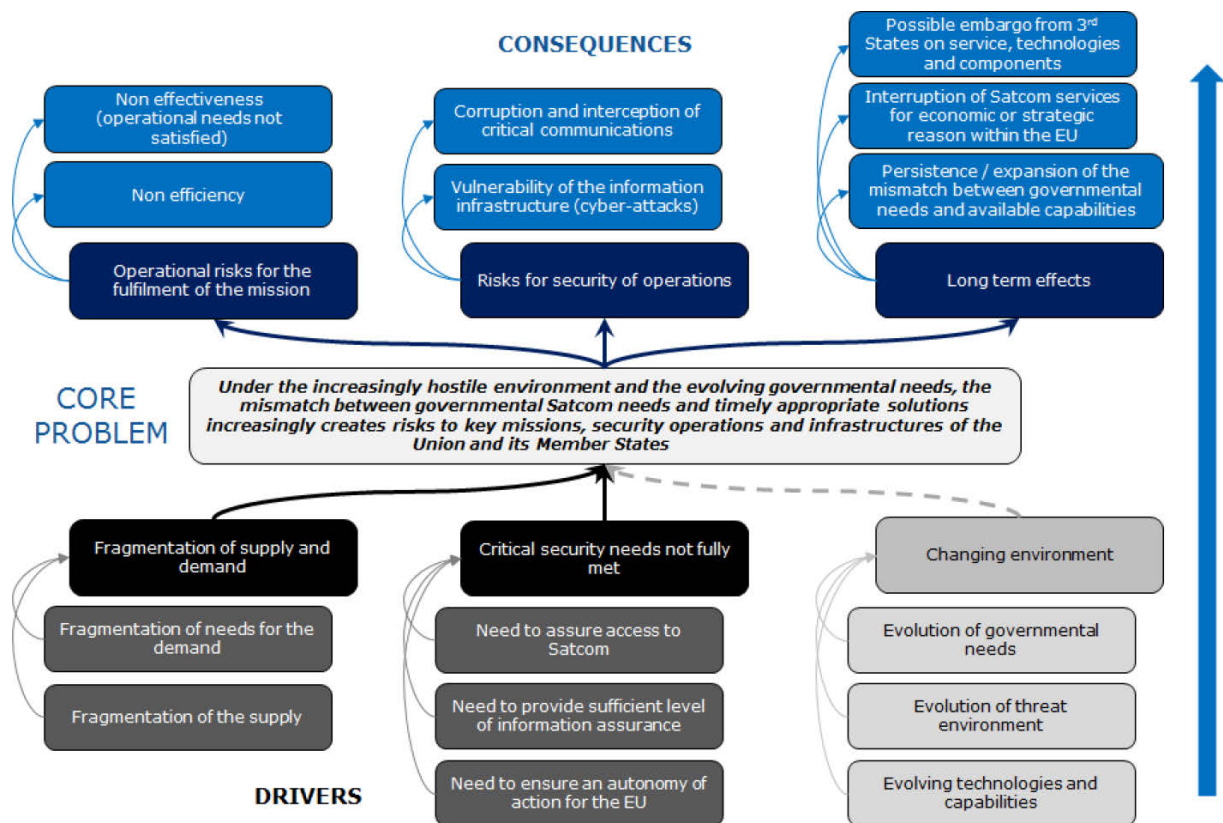 CONSEQUENCES
Non effectiveness
(operational needs not
satisfied)
Non efficiency
Operational risks for the
fulfilment of the mission
Corruption and interception of
critical communications
Vulnerability of the information
infrastructure (cyber-attacks)
Risks for security of operations
Possible embargo from 3rd
States on service, technologies
and components
Interruption of Satcom services
for economic or strategic
reason within the EU
Persistence / expansion of the
mismatch between governmental
needs and available capabilities
Long term effects
CORE
PROBLEM
Under the increasingly hostile environment and the evolving governmental needs, the
mismatch between governmental Satcom needs and timely appropriate solutions
increasingly creates risks to key missions, security operations and infrastructures of the
Union and its Member States
Fragmentation of supply and
demand
Fragmentation of needs for the
demand
Fragmentation of the supply
Critical security needs not fully
met
Need to assure access to
Satcom
Need to provide sufficient level
of information assurance
Need to ensure an autonomy of
action for the EU
Changing environment
Evolution of governmental
needs
Evolution of threat
environment
Evolving technologies and
capabilities
DRIVERS